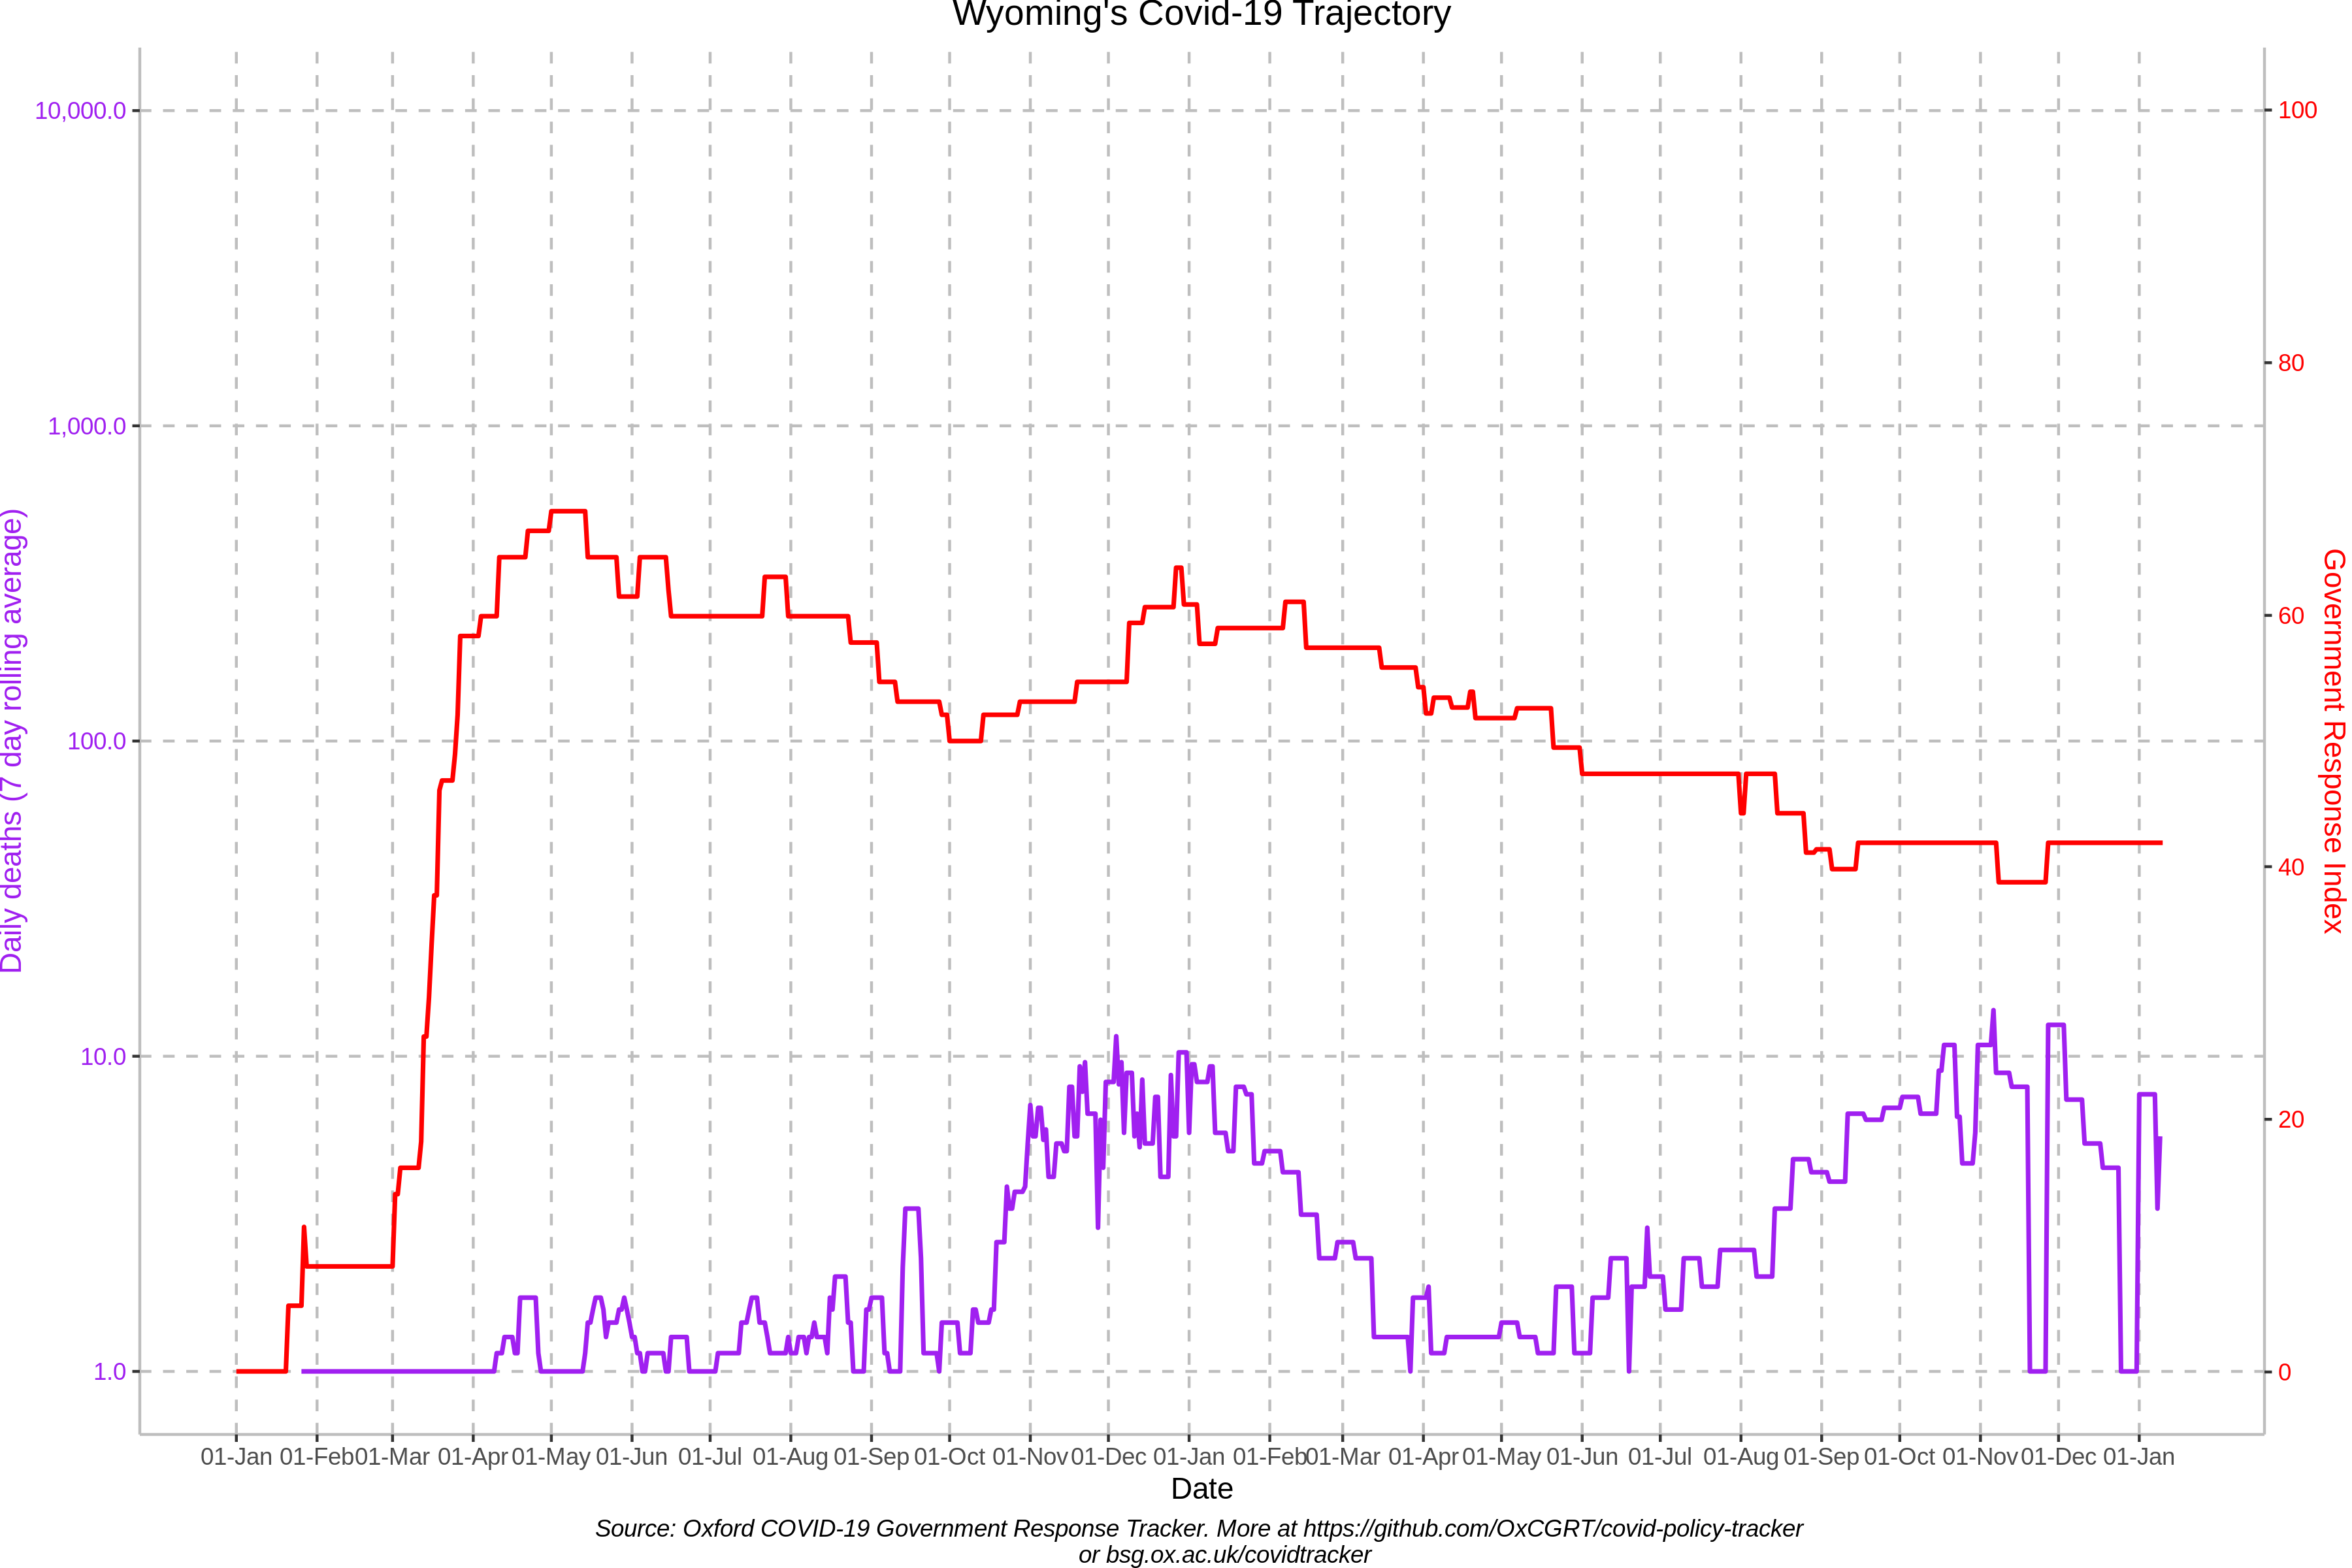 Wyoming's Covid-19 Trajectory
10,000.0
1,000.0
100.0
10.0
1.0
Daily deaths (7 day rolling average)
100
80
60
40
20
0
Government Response Index
01-Jan 01-Feb 01-Mar 01-Apr 01-May 01-Jun 01-Jul 01-Aug 01-Sep 01-Oct 01-Nov 01-Dec 01-Jan 01-Feb 01-Mar 01-Apr 01-May 01-Jun 01-Jul 01-Aug 01-Sep 01-Oct 01-Nov 01-Dec 01-Jan
Date
Source: Oxford COVID-19 Government Response Tracker. More at https://github.com/OxCGRT/covid-policy-tracker
or bsg.ox.ac.uk/covidtracker